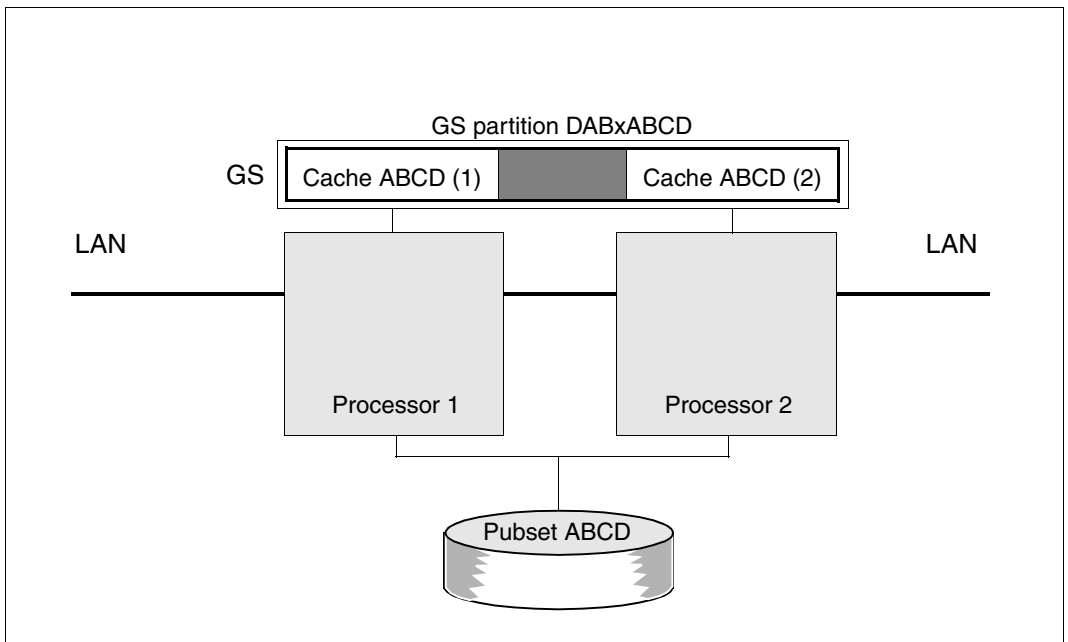 GS partition DABxABCD
GS
Cache ABCD (1)
Cache ABCD (2)
LAN
LAN
Processor 1
Processor 2
Pubset ABCD